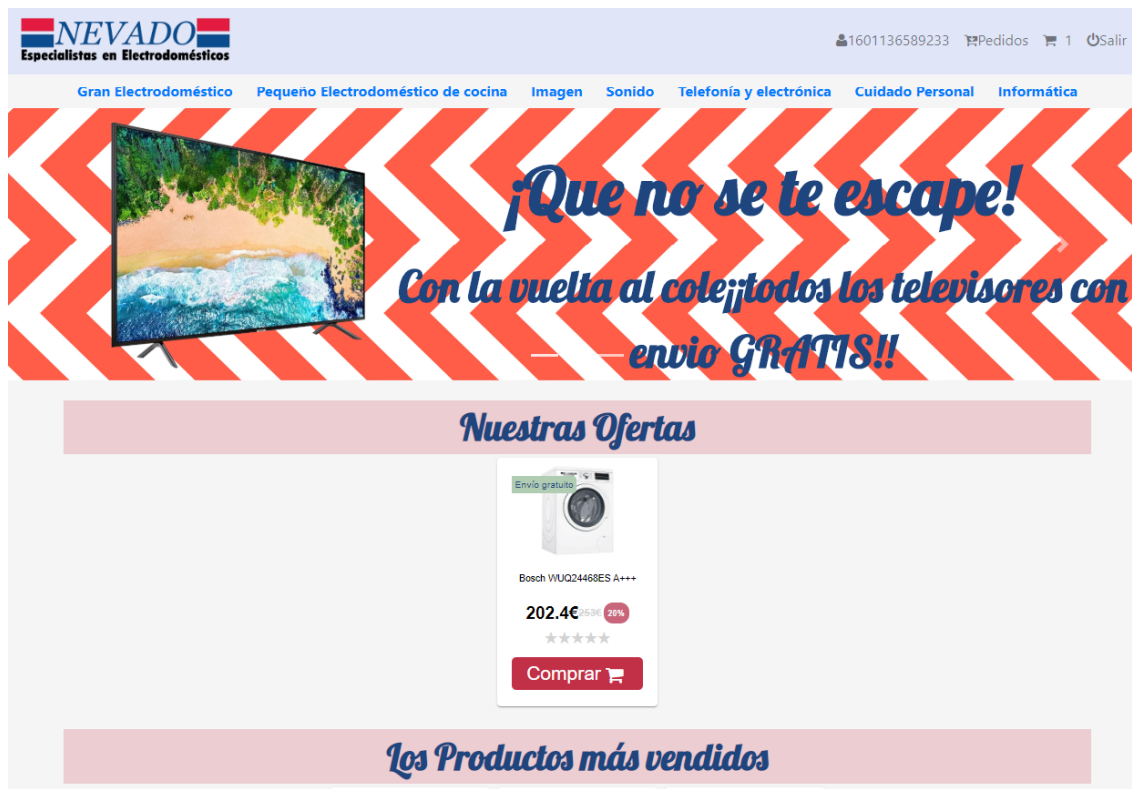 NEVADO
Especialistas en Electrodomésticos
1601136589233 Pedidos 1 Salir
Gran Electrodoméstico Pequeño Electrodoméstico de cocina Imagen Sonido Telefonía y electrónica Cuidado Personal Informática
¡Que no se te escape!
Con la vuelta al cole¡¡todos los televisores con
envio GRATIS!!
Nuestras Ofertas
Envío gratuito
Bosch WUQ24468ES A+++
202.4€ 253€ 20%
Comprar
Los Productos más vendidos